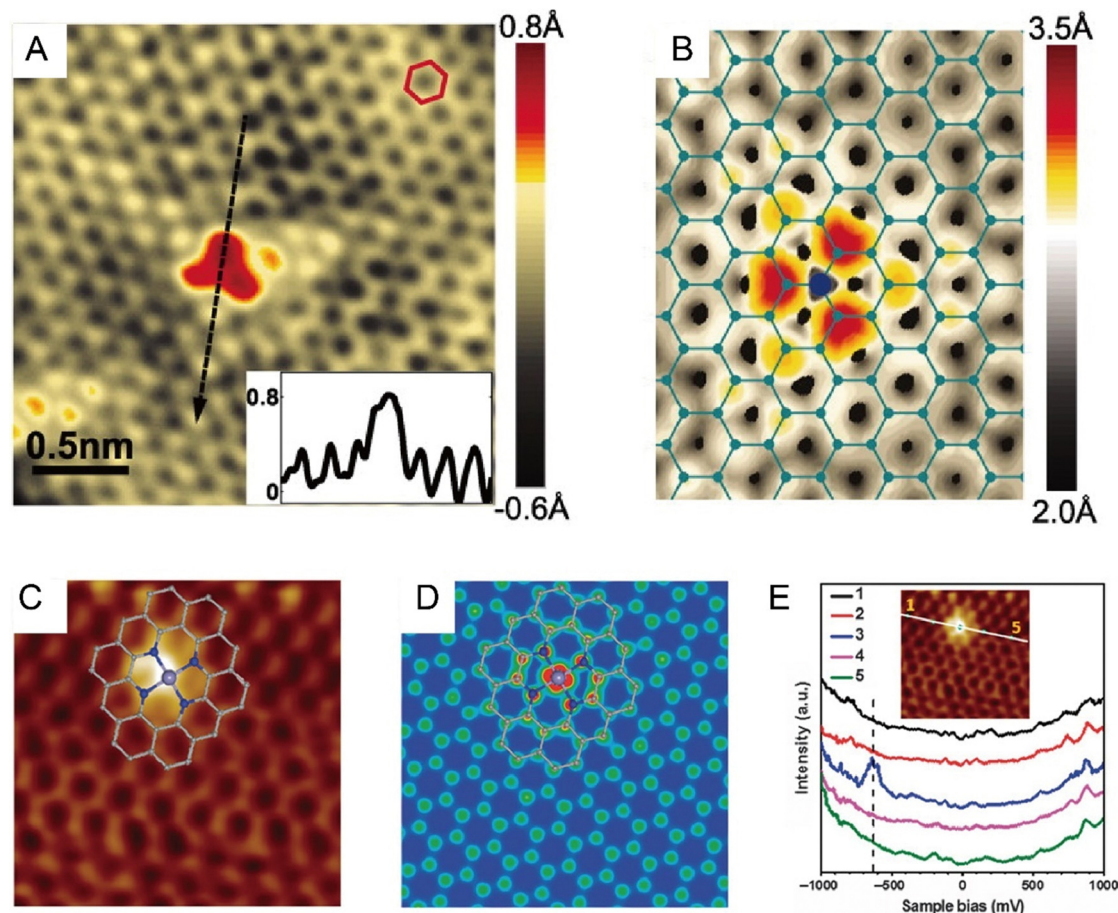 A
0.8Å
-0.6Å
0.5nm
0.8
0
B
3.5Å
2.0Å
C
D
E
1
2
3
4
5
1
5
Intensity (a.u.)
−1000
−500
0
500
1000
Sample bias (mV)